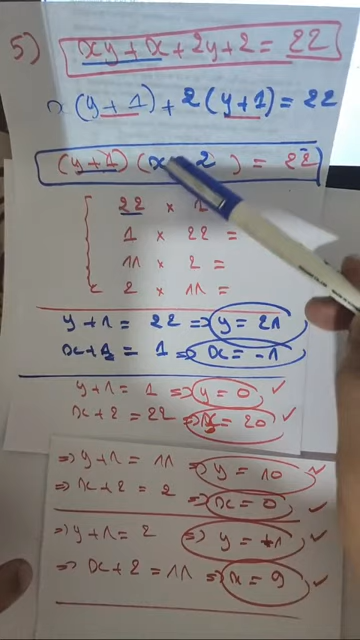 5) xy + x + 2y + 2 = 22
x(y+1) + 2(y+1) = 22
(y+1)(x 2) = 22
22 × 1
1 × 22 =
11 × 2 =
2 × 11 =
y+1 = 22 => y = 21
x+2 = 1 => x = -1
y+1 = 1 => y = 0 ✓
x+2 = 22 => x = 20 ✓
=> y+1 = 11 => y = 10 ✓
=> x+2 = 2 => x = 0 ✓
=> y+1 = 2 => y = +1 ✓
=> x+2 = 11 => x = 9 ✓